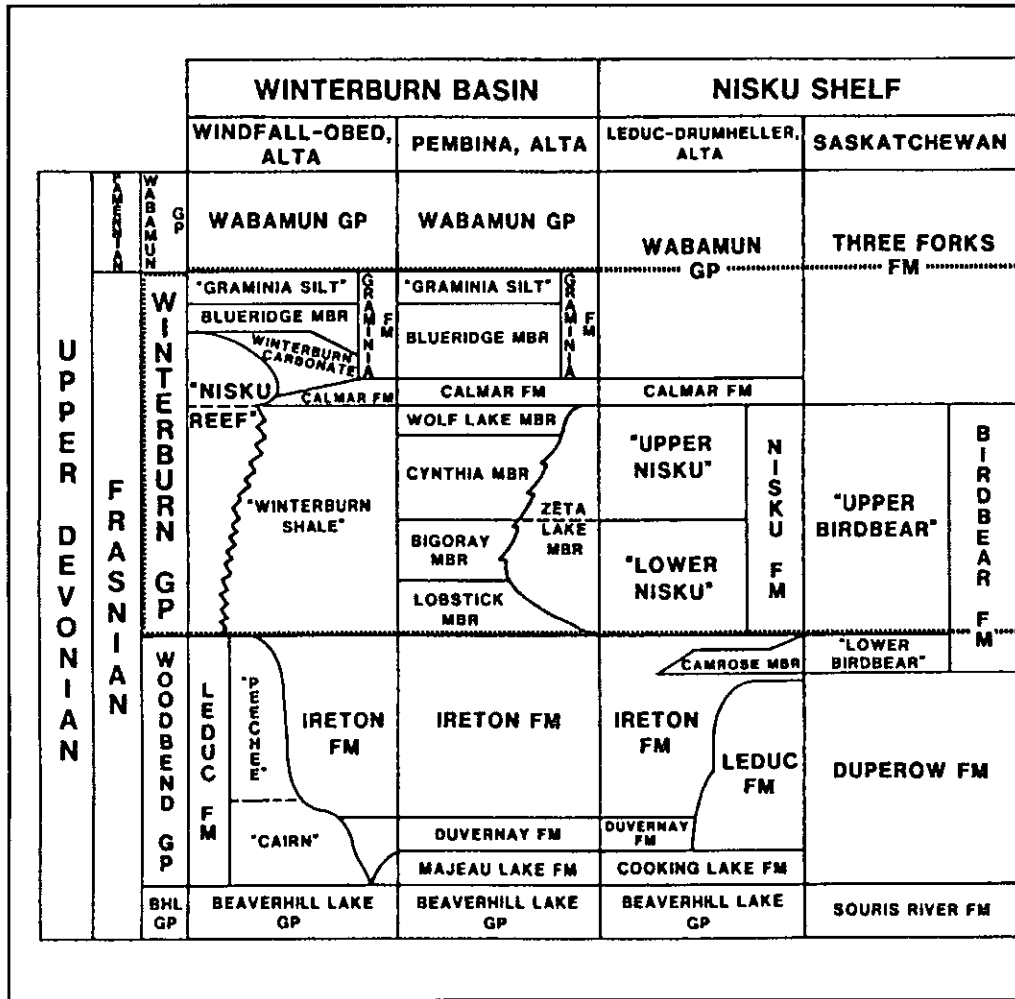 WINTERBURN BASIN
NISKU SHELF
WINDFALL-OBED,
ALTA
PEMBINA, ALTA
LEDUC-DRUMHELLER,
ALTA
SASKATCHEWAN
UPPER DEVONIAN
FAMENNIAN
FRASNIAN
WABAMUN GP
WINTERBURN GP
WOODBEND GP
BHL
GP
WABAMUN GP
"GRAMINIA SILT"
BLUERIDGE MBR
WINTERBURN
CARBONATE
GRAMINIA FM
"NISKU
REEF"
CALMAR FM
"WINTERBURN
SHALE"
LEDUC FM
"PEECHEE"
"CAIRN"
IRETON
FM
BEAVERHILL LAKE
GP
WABAMUN GP
"GRAMINIA SILT"
BLUERIDGE MBR
GRAMINIA FM
CALMAR FM
WOLF LAKE MBR
CYNTHIA MBR
ZETA
LAKE
MBR
BIGORAY
MBR
LOBSTICK
MBR
IRETON FM
DUVERNAY FM
MAJEAU LAKE FM
BEAVERHILL LAKE
GP
WABAMUN
GP
CALMAR FM
"UPPER
NISKU"
"LOWER
NISKU"
NISKU FM
CAMROSE MBR
IRETON
FM
LEDUC
FM
DUVERNAY
FM
COOKING LAKE FM
BEAVERHILL LAKE
GP
THREE FORKS
FM
"UPPER
BIRDBEAR"
BIRDBEAR FM
"LOWER
BIRDBEAR"
DUPEROW FM
SOURIS RIVER FM